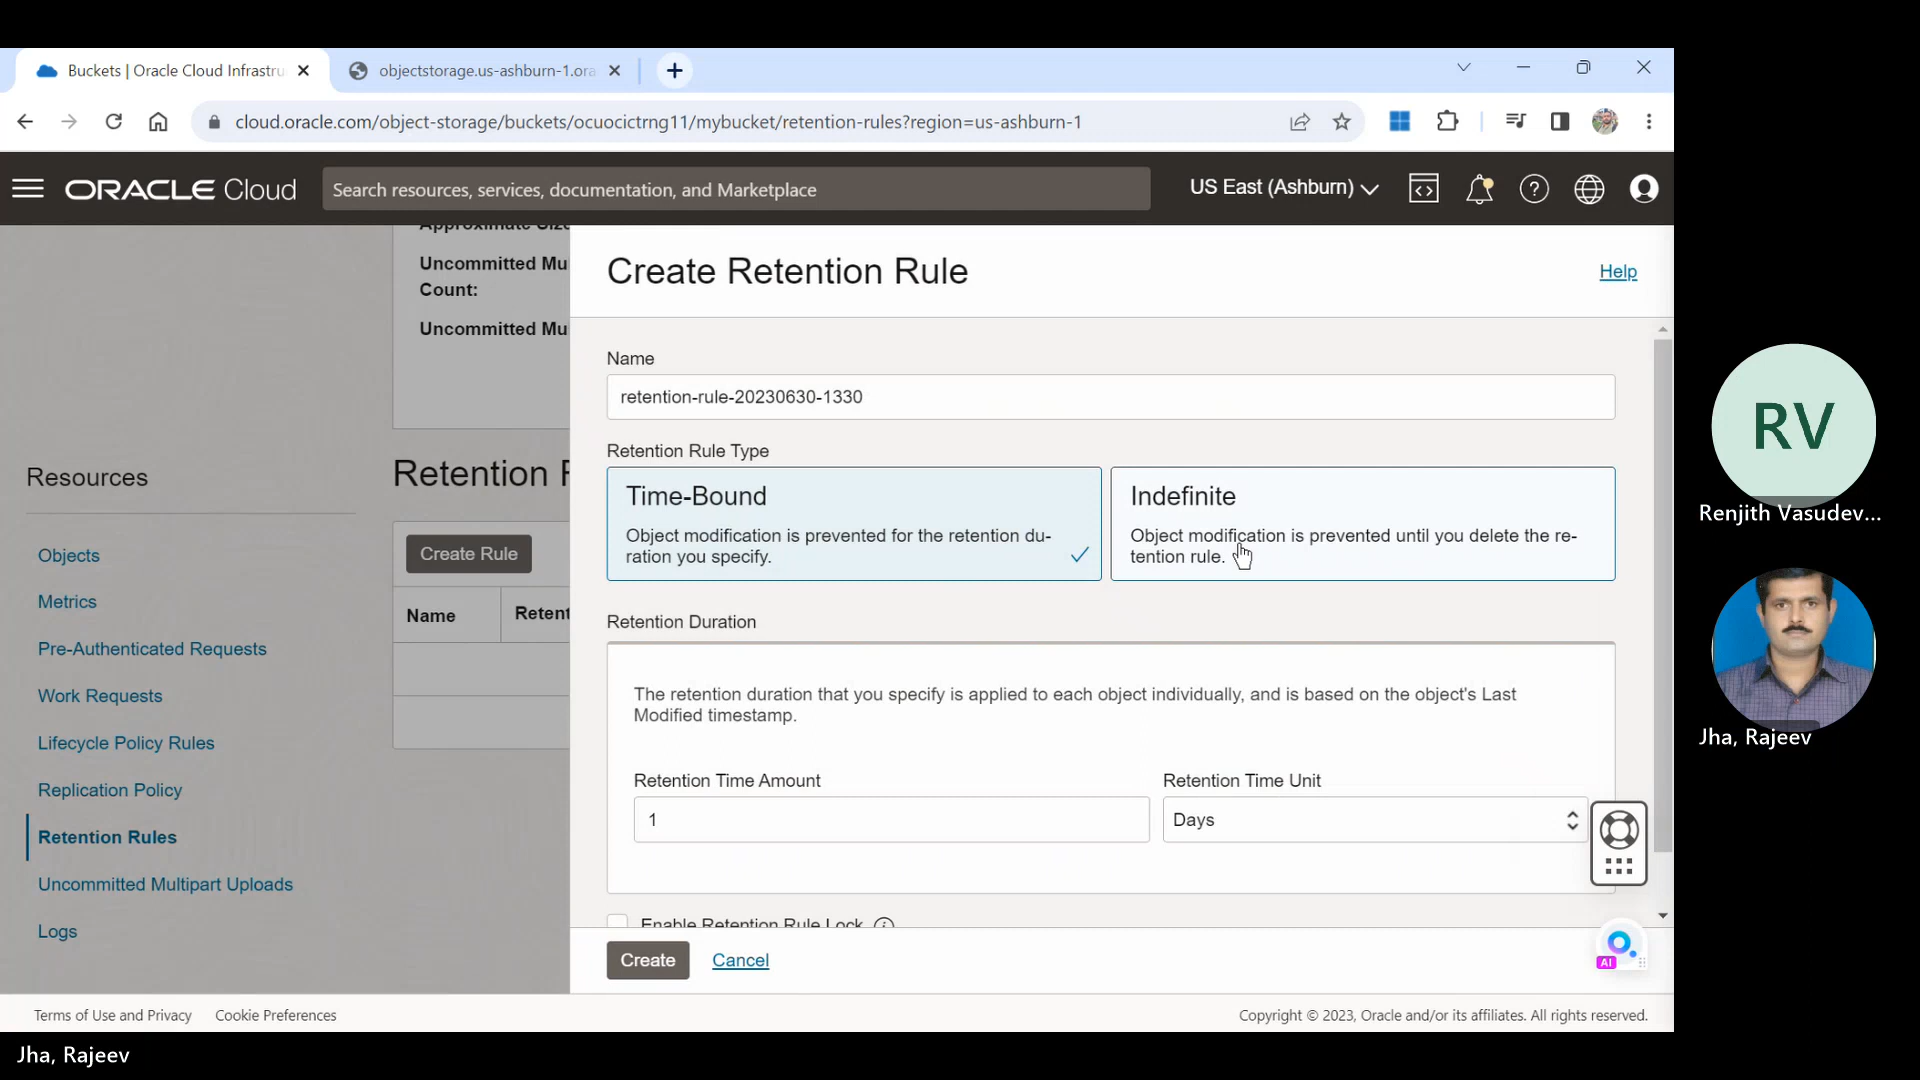 Buckets | Oracle Cloud Infrastru
objectstorage.us-ashburn-1.ora
cloud.oracle.com/object-storage/buckets/ocuocictrng11/mybucket/retention-rules?region=us-ashburn-1
ORACLE Cloud
Search resources, services, documentation, and Marketplace
US East (Ashburn)
Approximate Size
Uncommitted Mu
Count:
Uncommitted Mu
Create Retention Rule
Help
Name
retention-rule-20230630-1330
Retention Rule Type
Time-Bound
Object modification is prevented for the retention du-
ration you specify.
Indefinite
Object modification is prevented until you delete the re-
tention rule.
Resources
Objects
Metrics
Pre-Authenticated Requests
Work Requests
Lifecycle Policy Rules
Replication Policy
Retention Rules
Uncommitted Multipart Uploads
Logs
Retention R
Create Rule
Name
Retent
Retention Duration
The retention duration that you specify is applied to each object individually, and is based on the object's Last
Modified timestamp.
Retention Time Amount
1
Retention Time Unit
Days
Enable Retention Rule Lock
Create
Cancel
AI
Terms of Use and Privacy
Cookie Preferences
Copyright © 2023, Oracle and/or its affiliates. All rights reserved.
RV
Renjith Vasudev...
Jha, Rajeev
Jha, Rajeev